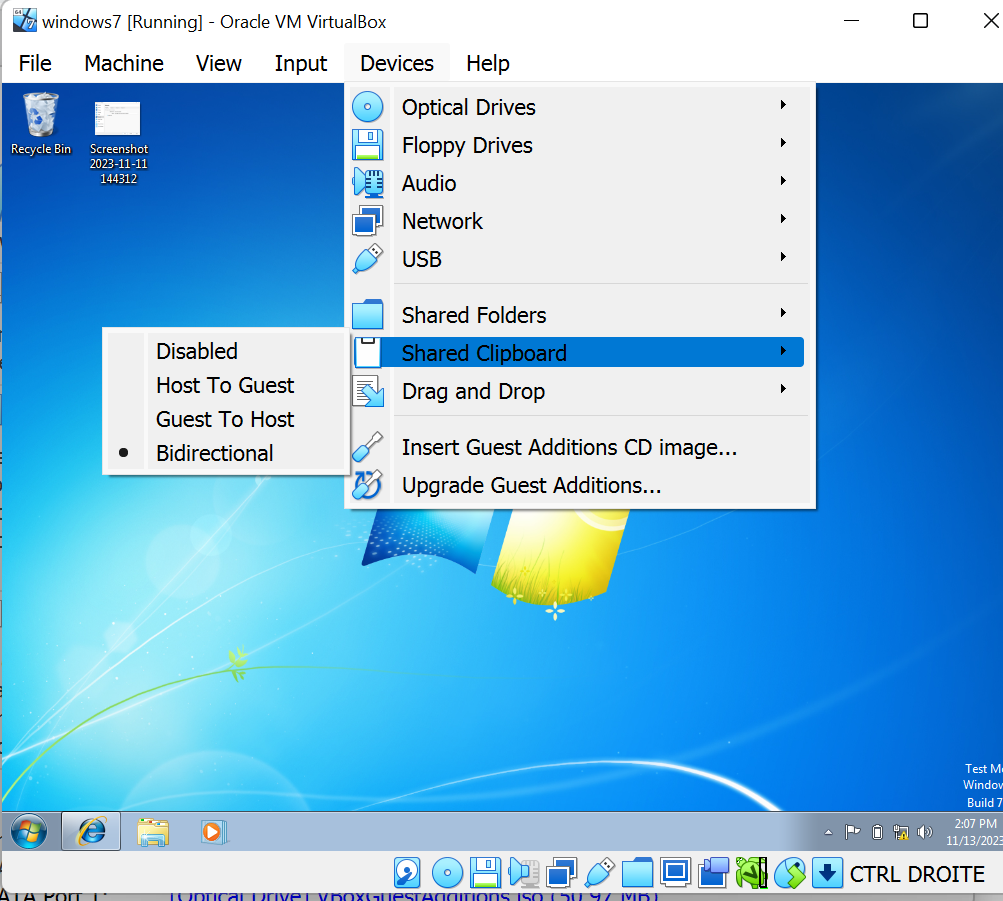 windows7 [Running] - Oracle VM VirtualBox
File Machine View Input Devices Help
Recycle Bin
Screenshot
2023-11-11
144312
Optical Drives
Floppy Drives
Audio
Network
USB
Shared Folders
Shared Clipboard
Drag and Drop
Insert Guest Additions CD image...
Upgrade Guest Additions...
Disabled
Host To Guest
Guest To Host
Bidirectional
Test Mo
Window
Build 7
2:07 PM
11/13/2023
CTRL DROITE
ATA Port 1: [Optical Drive] VBoxGuestAdditions.iso (50.97 MB)